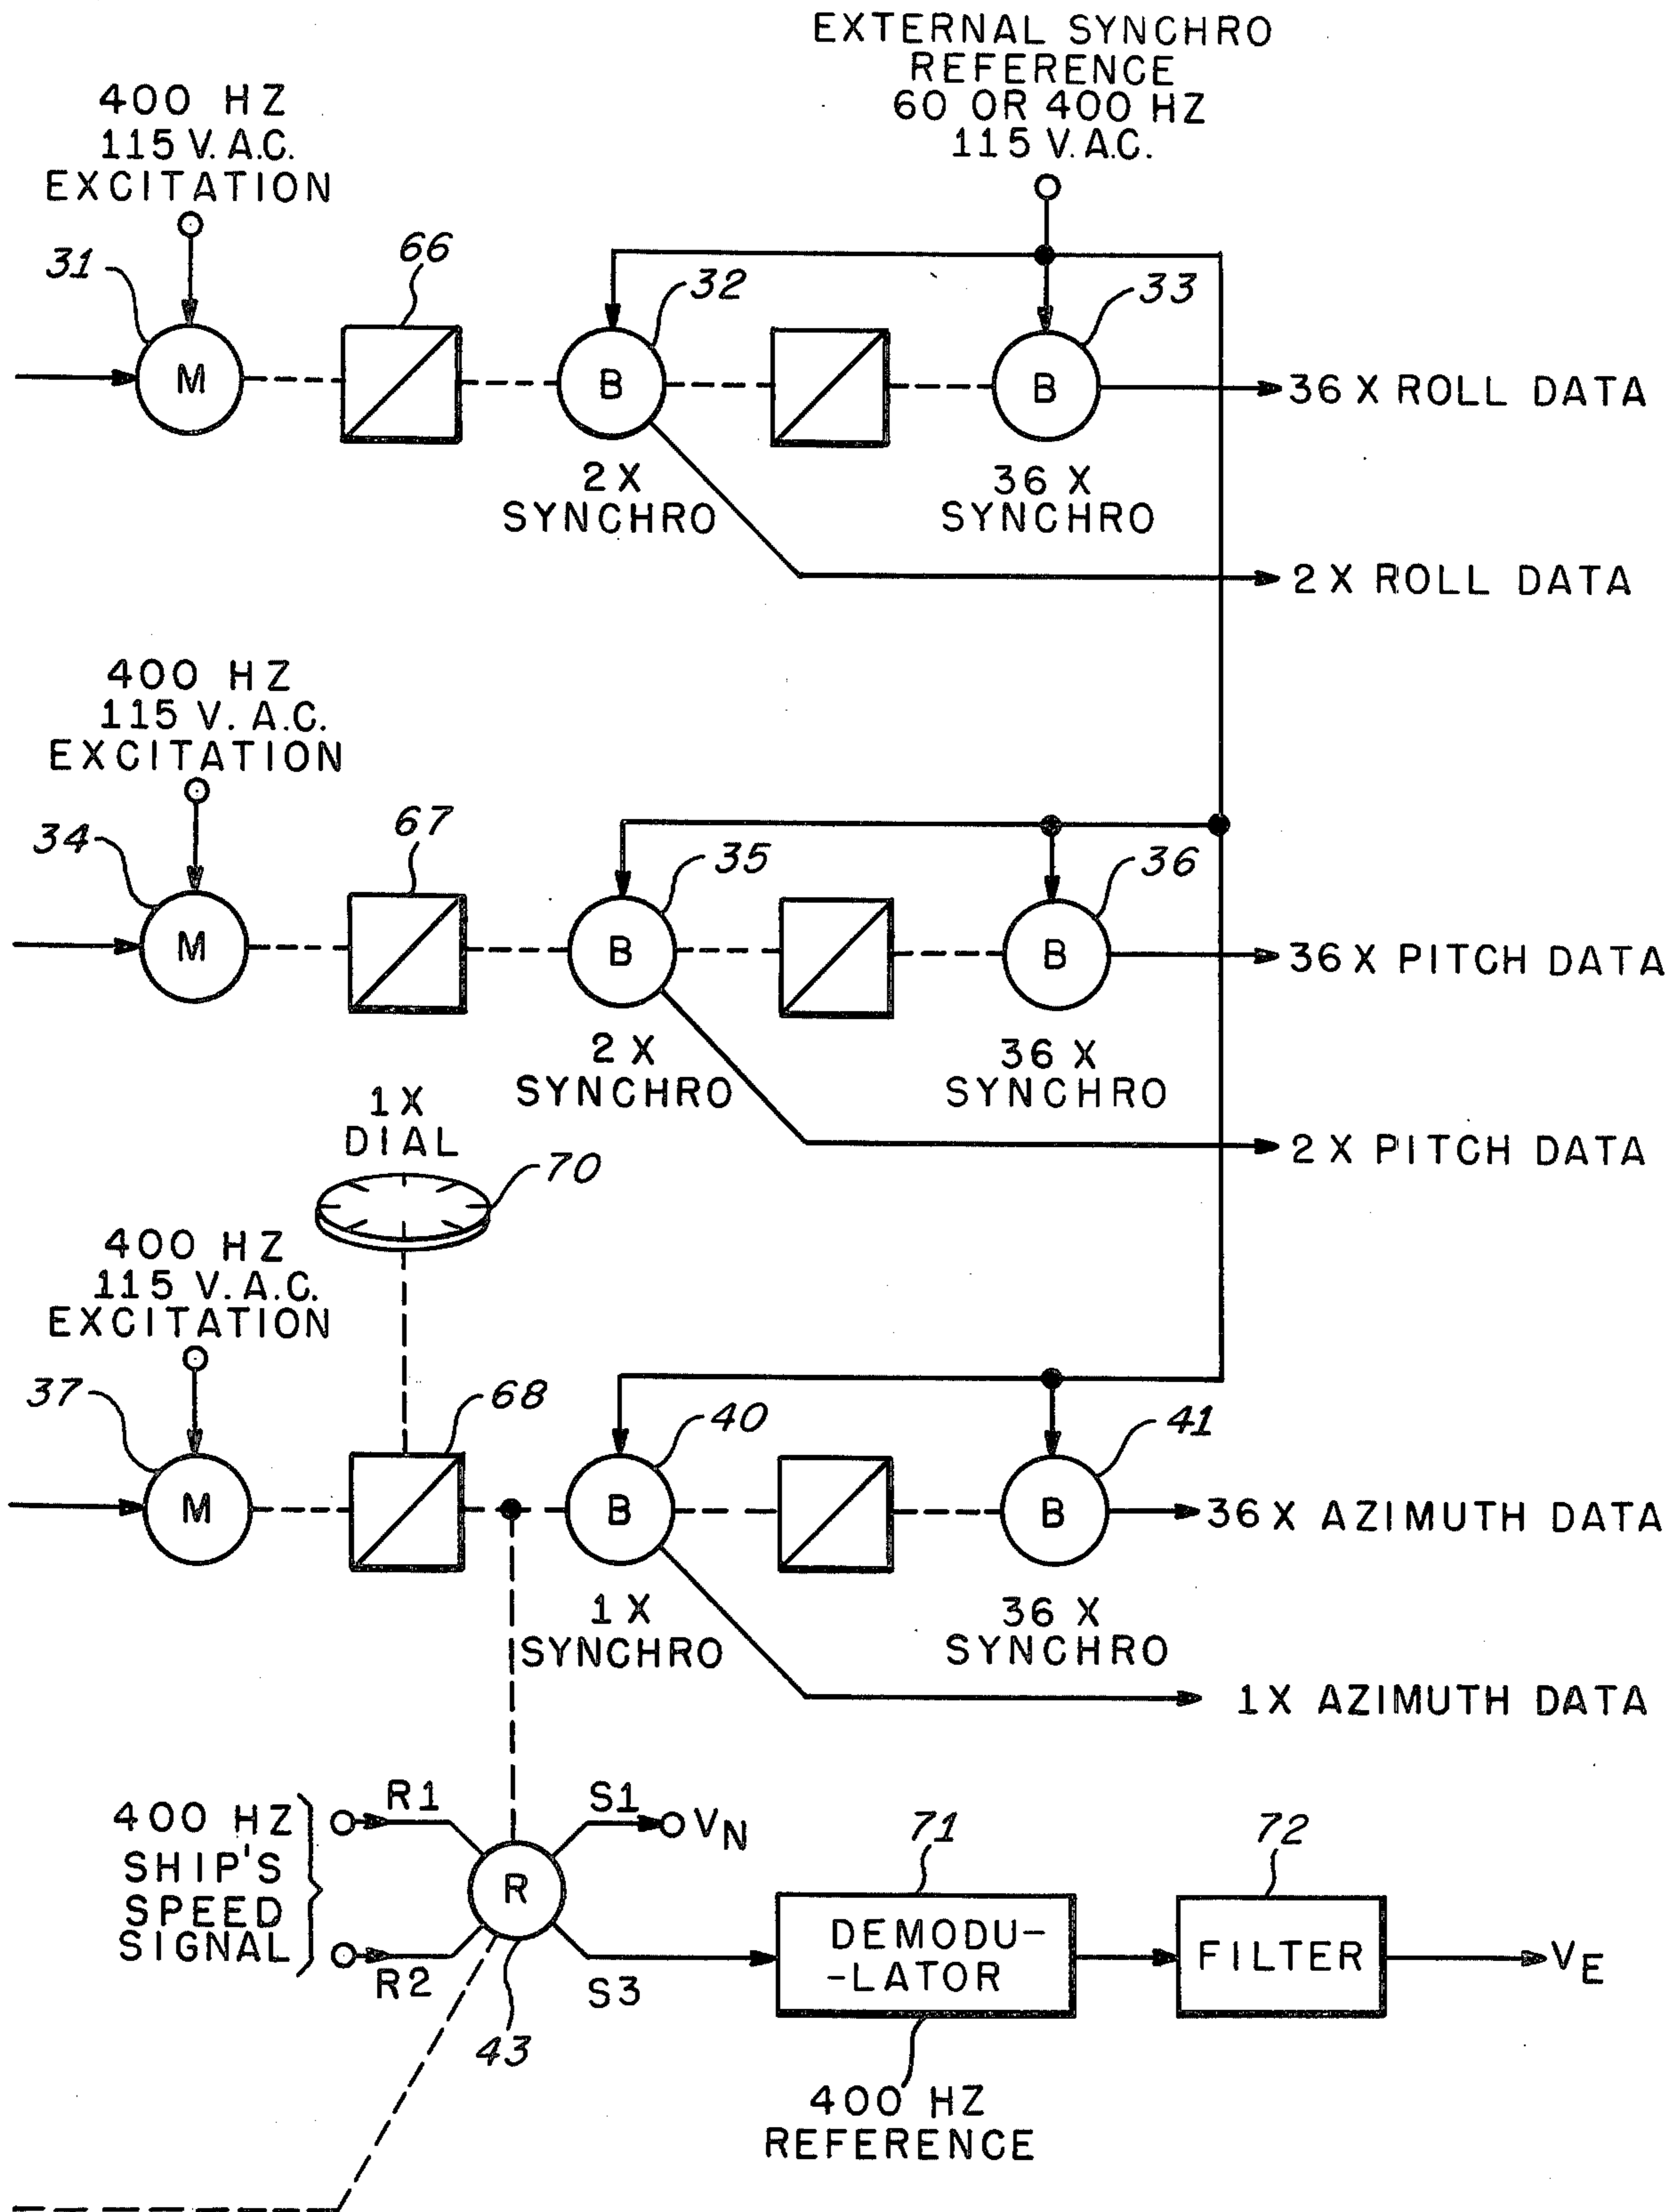 EXTERNAL SYNCHRO
REFERENCE
60 OR 400 HZ
115 V.A.C.
400 HZ
115 V.A.C.
EXCITATION
31
66
32
33
M
B
B
36 X ROLL DATA
2 X
SYNCHRO
36 X
SYNCHRO
2 X ROLL DATA
400 HZ
115 V. A.C.
EXCITATION
34
67
35
36
M
B
B
36 X PITCH DATA
2 X
SYNCHRO
36 X
SYNCHRO
2 X PITCH DATA
1 X
DIAL
70
400 HZ
115 V.A.C.
EXCITATION
37
68
40
41
M
B
B
36 X AZIMUTH DATA
1 X
SYNCHRO
36 X
SYNCHRO
1 X AZIMUTH DATA
400 HZ
SHIP'S
SPEED
SIGNAL
R1
S1
VN
R
R2
S3
43
71
DEMODU-
-LATOR
400 HZ
REFERENCE
72
FILTER
VE